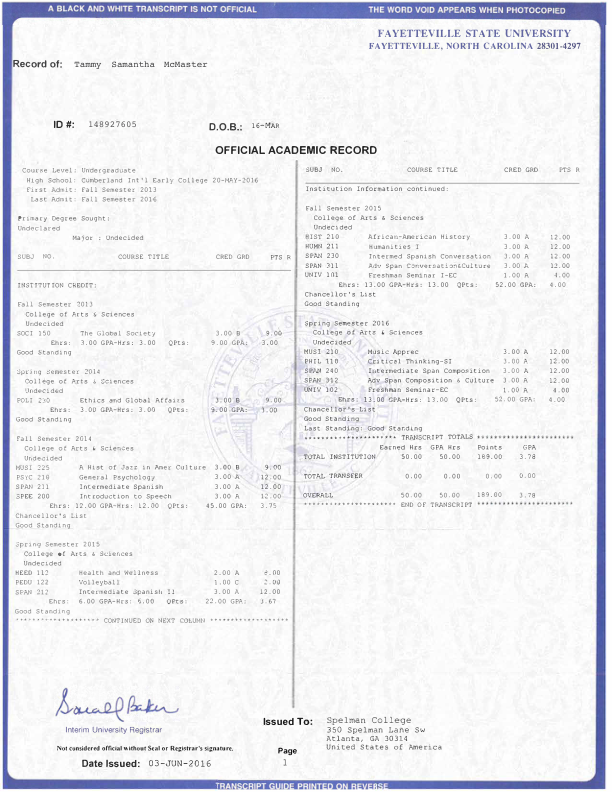 A BLACK AND WHITE TRANSCRIPT IS NOT OFFICIAL
THE WORD VOID APPEARS WHEN PHOTOCOPIED
FAYETTEVILLE STATE UNIVERSITY
FAYETTEVILLE, NORTH CAROLINA 28301-4297
Record of: Tammy Samantha McMaster
ID #: 148927605
D.O.B.: 16-MAR
OFFICIAL ACADEMIC RECORD
Course Level: Undergraduate
High School: Cumberland Int'l Early College 20-MAY-2016
First Admit: Fall Semester 2013
Last Admit: Fall Semester 2016
Primary Degree Sought:
Undeclared
Major : Undecided
SUBJ NO. COURSE TITLE CRED GRD PTS R
INSTITUTION CREDIT:
Fall Semester 2013
College of Arts & Sciences
Undecided
SOCI 150 The Global Society 3.00 B 9.00
Ehrs: 3.00 GPA-Hrs: 3.00 QPts: 9.00 GPA: 3.00
Good Standing
Spring Semester 2014
College of Arts & Sciences
Undecided
POLI 230 Ethics and Global Affairs 3.00 B 9.00
Ehrs: 3.00 GPA-Hrs: 3.00 QPts: 9.00 GPA: 3.00
Good Standing
Fall Semester 2014
College of Arts & Sciences
Undecided
MUSI 225 A Hist of Jazz in Amer Culture 3.00 B 9.00
PSYC 210 General Psychology 3.00 A 12.00
SPAN 211 Intermediate Spanish 3.00 A 12.00
SPEE 200 Introduction to Speech 3.00 A 12.00
Ehrs: 12.00 GPA-Hrs: 12.00 QPts: 45.00 GPA: 3.75
Chancellor's List
Good Standing
Spring Semester 2015
College of Arts & Sciences
Undecided
HEED 112 Health and Wellness 2.00 A 8.00
PEDU 122 Volleyball 1.00 C 2.00
SPAN 212 Intermediate Spanish II 3.00 A 12.00
Ehrs: 6.00 GPA-Hrs: 6.00 QPts: 22.00 GPA: 3.67
Good Standing
******************** CONTINUED ON NEXT COLUMN *******************
SUBJ NO. COURSE TITLE CRED GRD PTS R
Institution Information continued:
Fall Semester 2015
College of Arts & Sciences
Undecided
HIST 210 African-American History 3.00 A 12.00
HUMN 211 Humanities I 3.00 A 12.00
SPAN 230 Intermed Spanish Conversation 3.00 A 12.00
SPAN 311 Adv Span Conversation&Culture 3.00 A 12.00
UNIV 101 Freshman Seminar I-EC 1.00 A 4.00
Ehrs: 13.00 GPA-Hrs: 13.00 QPts: 52.00 GPA: 4.00
Chancellor's List
Good Standing
Spring Semester 2016
College of Arts & Sciences
Undecided
MUSI 210 Music Apprec 3.00 A 12.00
PHIL 110 Critical Thinking-SI 3.00 A 12.00
SPAN 240 Intermediate Span Composition 3.00 A 12.00
SPAN 312 Adv Span Composition & Culture 3.00 A 12.00
UNIV 102 Freshman Seminar-EC 1.00 A 4.00
Ehrs: 13.00 GPA-Hrs: 13.00 QPts: 52.00 GPA: 4.00
Chancellor's List
Good Standing
Last Standing: Good Standing
********************** TRANSCRIPT TOTALS ***********************
Earned Hrs GPA Hrs Points GPA
TOTAL INSTITUTION 50.00 50.00 189.00 3.78
TOTAL TRANSFER 0.00 0.00 0.00 0.00
OVERALL 50.00 50.00 189.00 3.78
********************** END OF TRANSCRIPT ***********************
Interim University Registrar
Not considered official without Seal or Registrar's signature.
Date Issued: 03-JUN-2016
Issued To: Spelman College
350 Spelman Lane Sw
Atlanta, GA 30314
United States of America
Page
1
TRANSCRIPT GUIDE PRINTED ON REVERSE